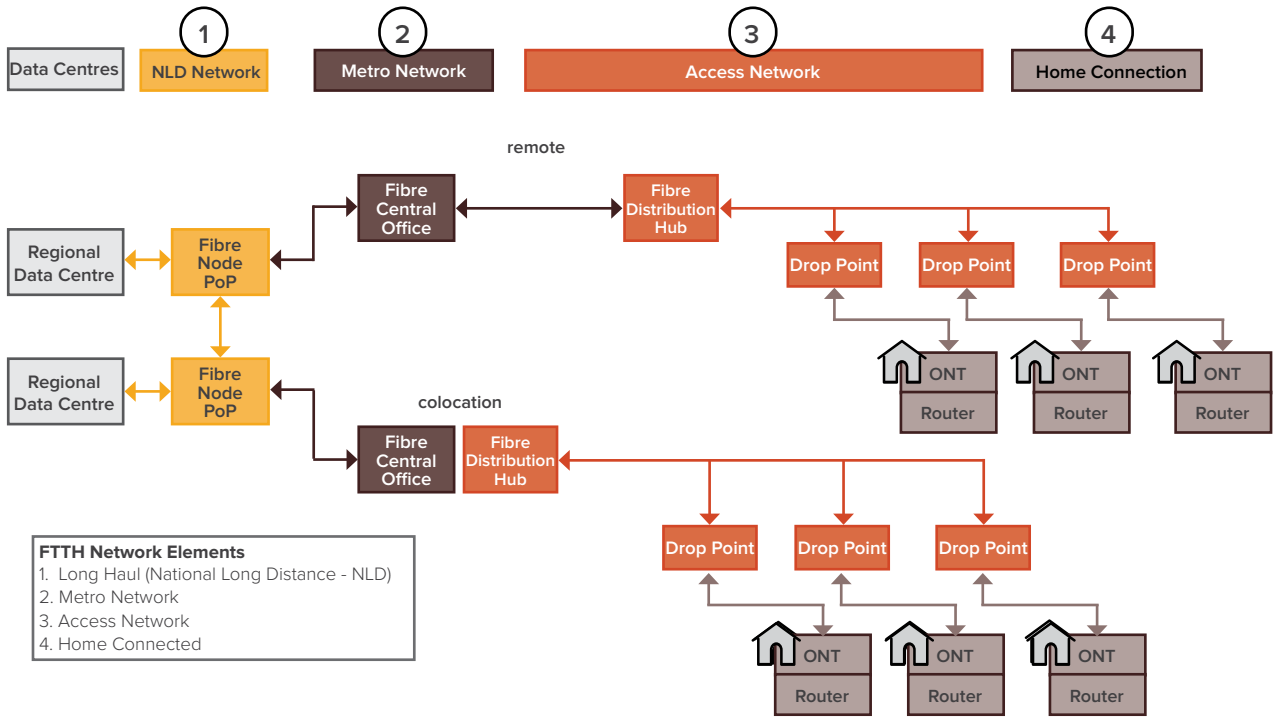 1
2
3
4
Data Centres
NLD Network
Metro Network
Access Network
Home Connection
remote
Fibre
Central
Office
Fibre
Distribution
Hub
Regional
Data Centre
Fibre
Node
PoP
Drop Point
Drop Point
Drop Point
ONT
Router
ONT
Router
ONT
Router
Regional
Data Centre
Fibre
Node
PoP
colocation
Fibre
Central
Office
Fibre
Distribution
Hub
Drop Point
Drop Point
Drop Point
ONT
Router
ONT
Router
ONT
Router
FTTH Network Elements
1. Long Haul (National Long Distance - NLD)
2. Metro Network
3. Access Network
4. Home Connected